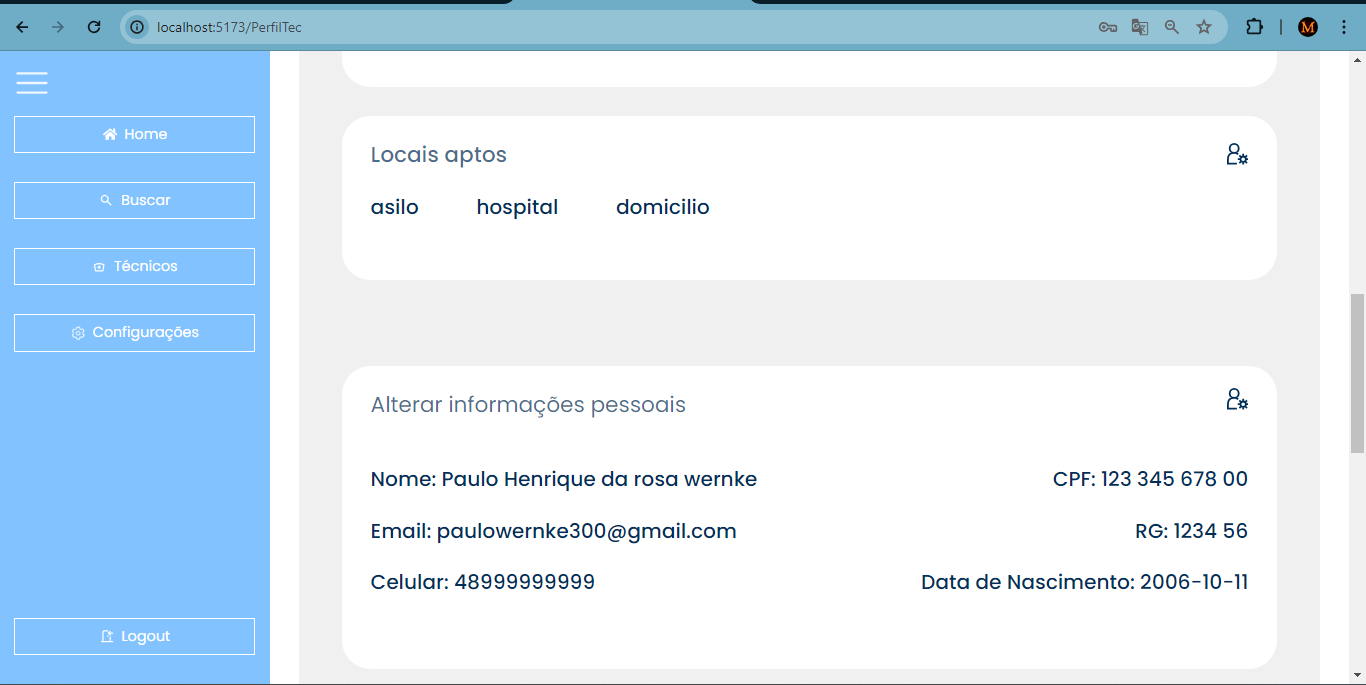 localhost:5173/PerfilTec
M
Home
Buscar
Técnicos
Configurações
Logout
Locais aptos
asilo hospital domicilio
Alterar informações pessoais
Nome: Paulo Henrique da rosa wernke CPF: 123 345 678 00
Email: paulowernke300@gmail.com RG: 1234 56
Celular: 48999999999 Data de Nascimento: 2006-10-11